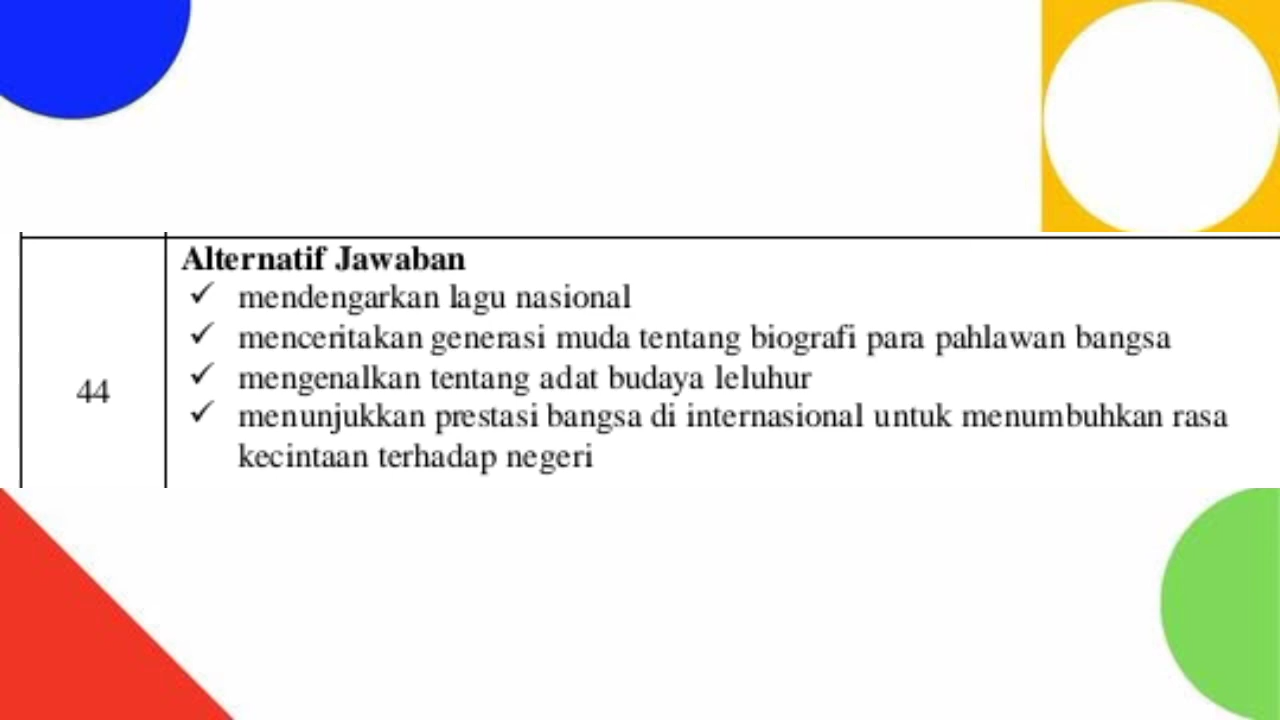 Alternatif Jawaban
✓ mendengarkan lagu nasional
✓ menceritakan generasi muda tentang biografi para pahlawan bangsa
✓ mengenalkan tentang adat budaya leluhur
44
✓ menunjukkan prestasi bangsa di internasional untuk menumbuhkan rasa
kecintaan terhadap negeri